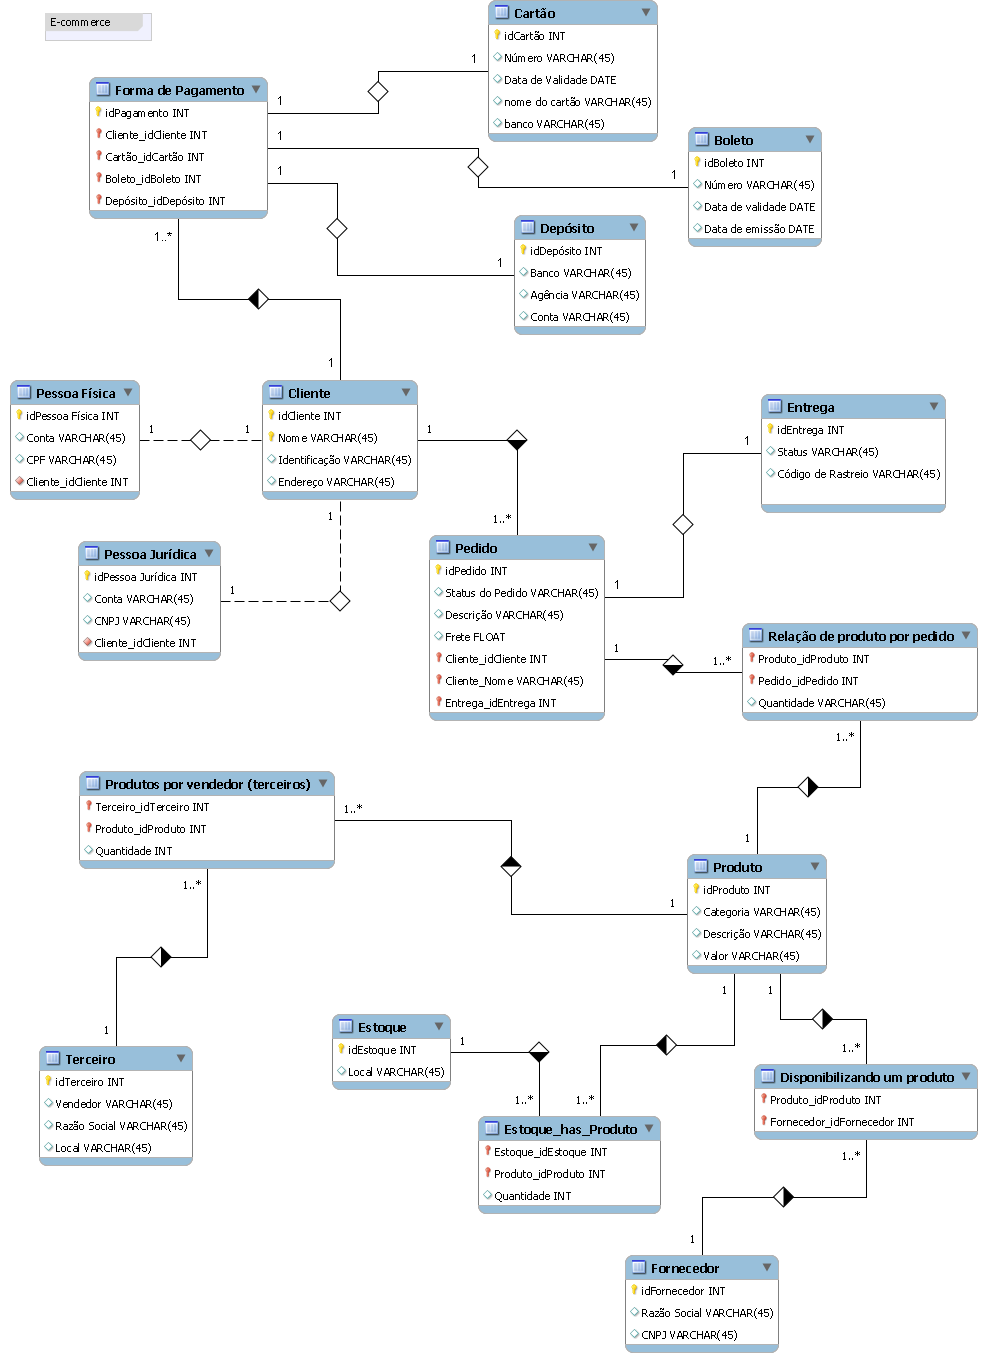 E-commerce
Cartão
idCartão INT
Número VARCHAR(45)
Data de Validade DATE
nome do cartão VARCHAR(45)
banco VARCHAR(45)
1
Forma de Pagamento
idPagamento INT
Cliente_idCliente INT
Cartão_idCartão INT
Boleto_idBoleto INT
Depósito_idDepósito INT
1
1
1
1..*
Boleto
idBoleto INT
Número VARCHAR(45)
Data de validade DATE
Data de emissão DATE
1
Depósito
idDepósito INT
Banco VARCHAR(45)
Agência VARCHAR(45)
Conta VARCHAR(45)
1
1
Pessoa Física
idPessoa Física INT
Conta VARCHAR(45)
CPF VARCHAR(45)
Cliente_idCliente INT
1
1
Cliente
idCliente INT
Nome VARCHAR(45)
Identificação VARCHAR(45)
Endereço VARCHAR(45)
1
1
1..*
Entrega
idEntrega INT
Status VARCHAR(45)
Código de Rastreio VARCHAR(45)
1
Pessoa Jurídica
idPessoa Jurídica INT
Conta VARCHAR(45)
CNPJ VARCHAR(45)
Cliente_idCliente INT
1
Pedido
idPedido INT
Status do Pedido VARCHAR(45)
Descrição VARCHAR(45)
Frete FLOAT
Cliente_idCliente INT
Cliente_Nome VARCHAR(45)
Entrega_idEntrega INT
1
1
1..*
Relação de produto por pedido
Produto_idProduto INT
Pedido_idPedido INT
Quantidade VARCHAR(45)
1..*
1
Produtos por vendedor (terceiros)
Terceiro_idTerceiro INT
Produto_idProduto INT
Quantidade INT
1..*
1..*
1
Produto
idProduto INT
Categoria VARCHAR(45)
Descrição VARCHAR(45)
Valor VARCHAR(45)
1
1
1
Terceiro
idTerceiro INT
Vendedor VARCHAR(45)
Razão Social VARCHAR(45)
Local VARCHAR(45)
Estoque
idEstoque INT
Local VARCHAR(45)
1
1..*
1..*
1..*
Disponibilizando um produto
Produto_idProduto INT
Fornecedor_idFornecedor INT
1..*
Estoque_has_Produto
Estoque_idEstoque INT
Produto_idProduto INT
Quantidade INT
1
Fornecedor
idFornecedor INT
Razão Social VARCHAR(45)
CNPJ VARCHAR(45)